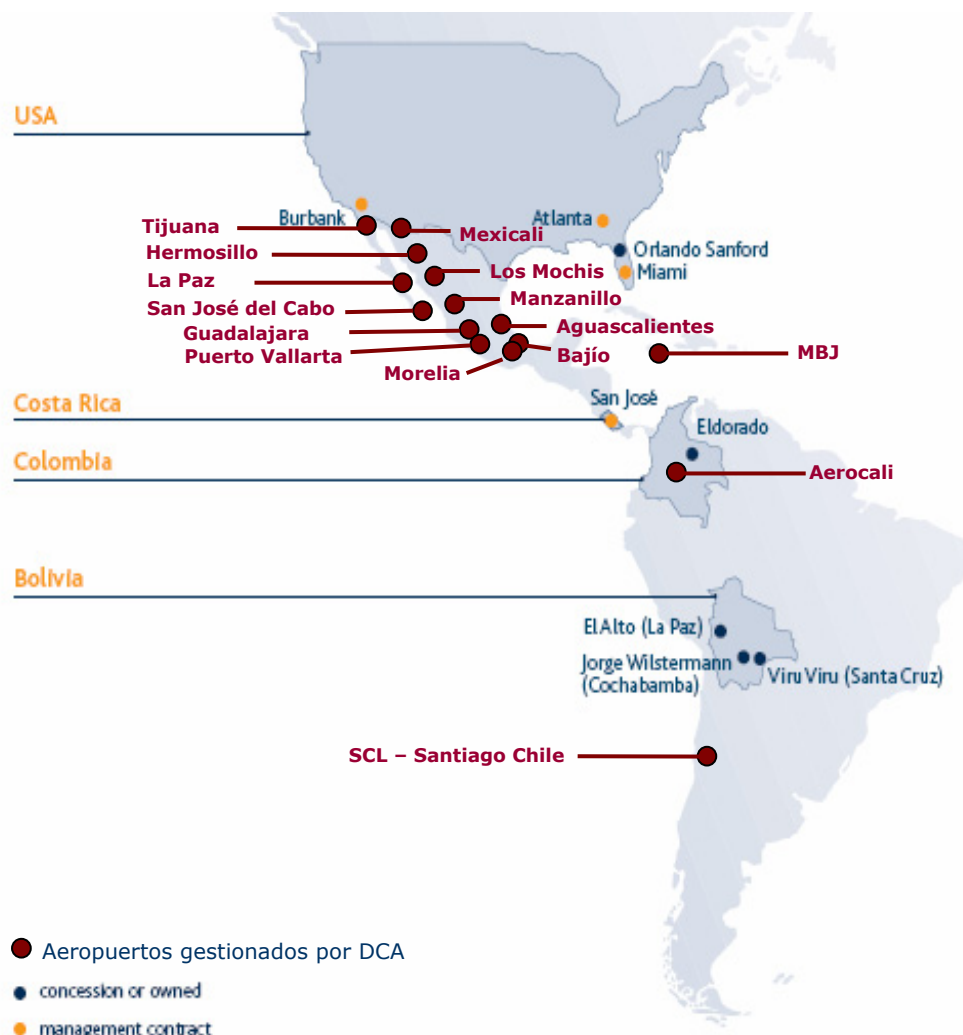 USA
Burbank
Atlanta
Tijuana
Mexicali
Hermosillo
Orlando Sanford
Los Mochis
Miami
La Paz
Manzanillo
San José del Cabo
Aguascalientes
Guadalajara
Puerto Vallarta
Bajío
MBJ
Morelia
San José
Costa Rica
Eldorado
Colombia
Aerocali
Bolivia
El Alto (La Paz)
Jorge Wilstermann
(Cochabamba)
Viru Viru (Santa Cruz)
SCL – Santiago Chile
Aeropuertos gestionados por DCA
concession or owned
management contract